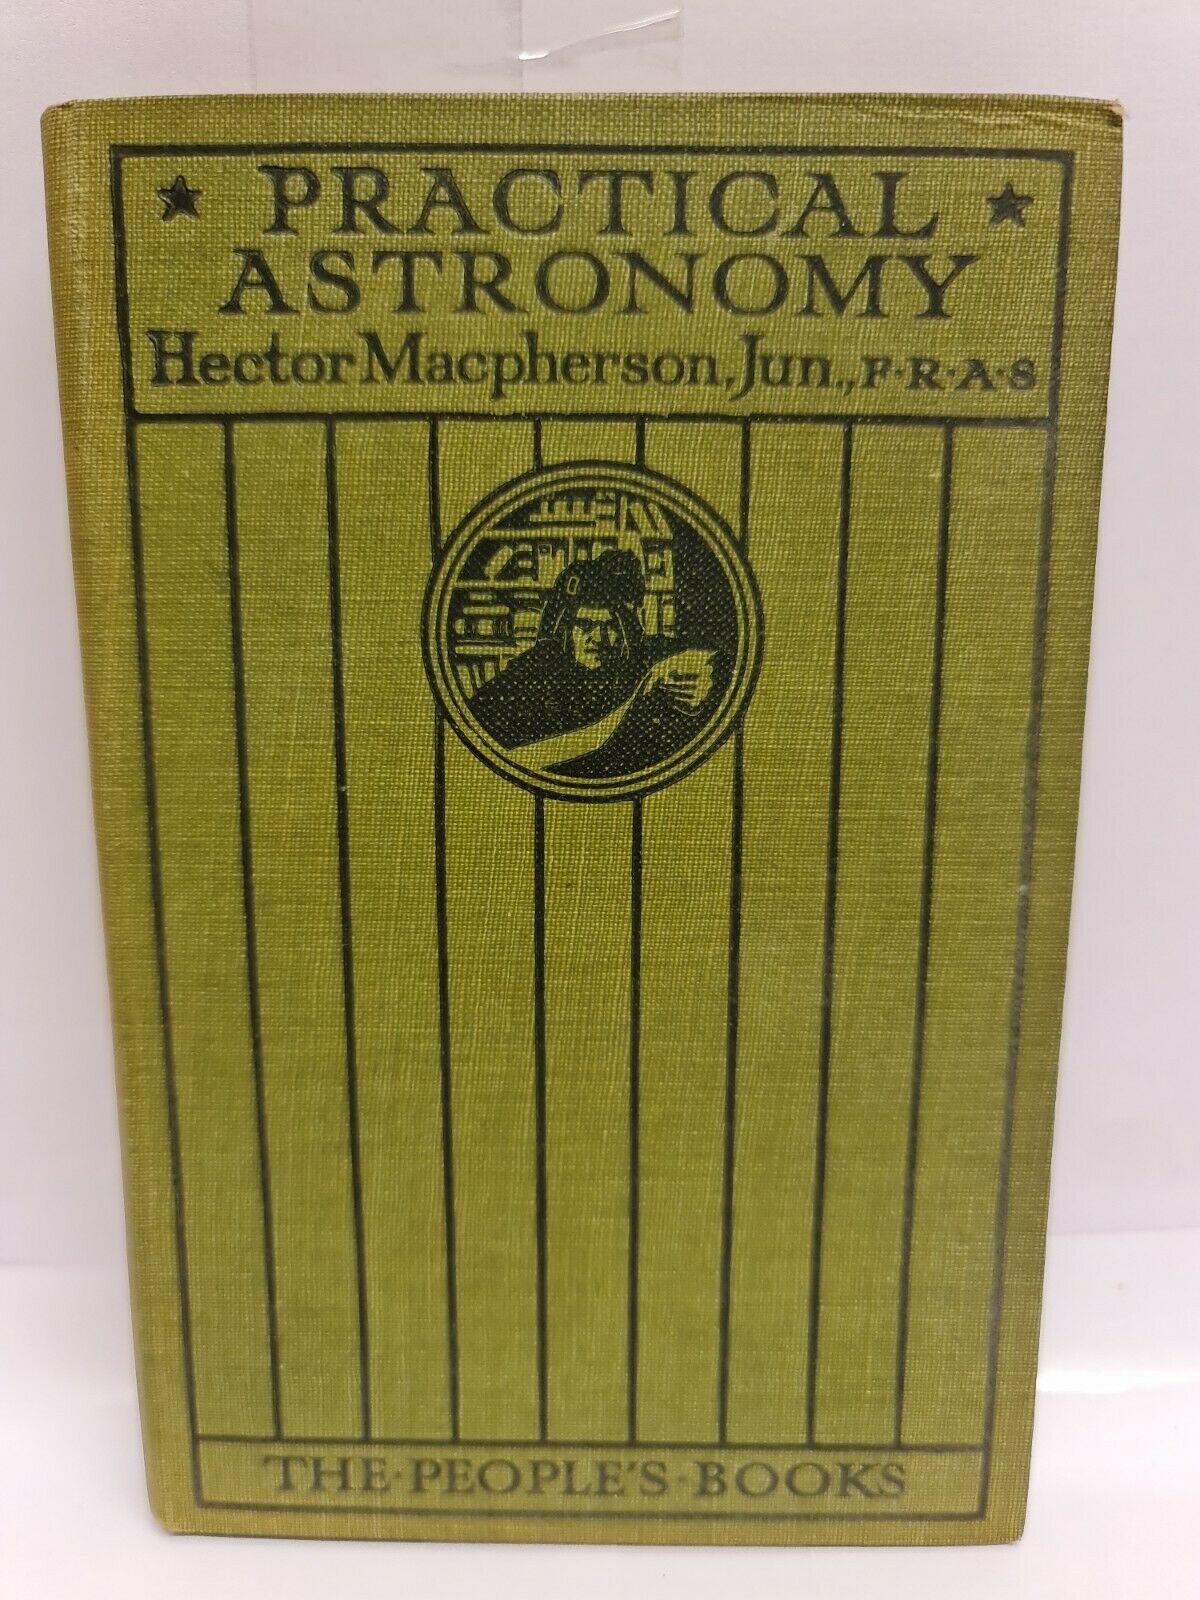 PRACTICAL
ASTRONOMY
Hector Macpherson, Jun., F·R·A·S
THE·PEOPLE'S·BOOKS